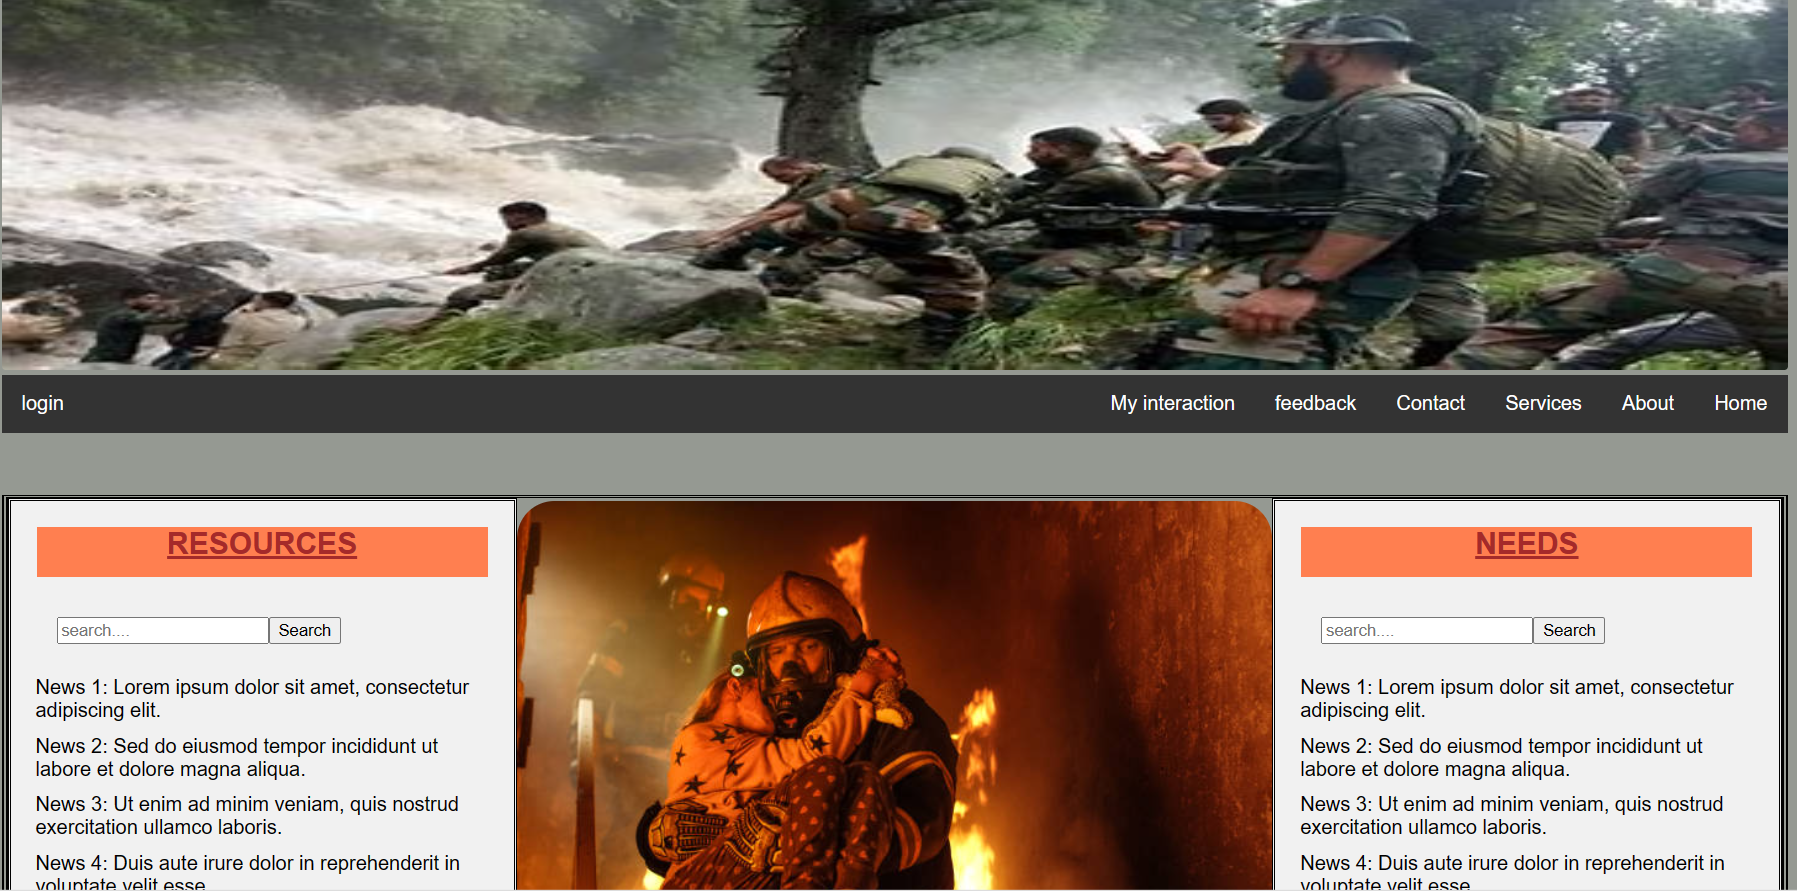 login
My interaction feedback Contact Services About Home
RESOURCES
search.... Search
News 1: Lorem ipsum dolor sit amet, consectetur
adipiscing elit.
News 2: Sed do eiusmod tempor incididunt ut
labore et dolore magna aliqua.
News 3: Ut enim ad minim veniam, quis nostrud
exercitation ullamco laboris.
News 4: Duis aute irure dolor in reprehenderit in
voluptate velit esse
NEEDS
search.... Search
News 1: Lorem ipsum dolor sit amet, consectetur
adipiscing elit.
News 2: Sed do eiusmod tempor incididunt ut
labore et dolore magna aliqua.
News 3: Ut enim ad minim veniam, quis nostrud
exercitation ullamco laboris.
News 4: Duis aute irure dolor in reprehenderit in
voluptate velit esse